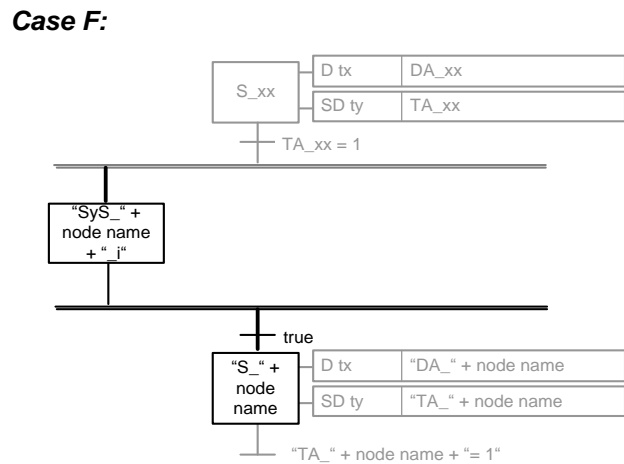 Case F:
S_xx
D tx
DA_xx
SD ty
TA_xx
TA_xx = 1
“SyS_“ +
node name
+ “_i“
true
“S_“ +
node
name
D tx
“DA_“ + node name
SD ty
“TA_“ + node name
“TA_“ + node name + “= 1“